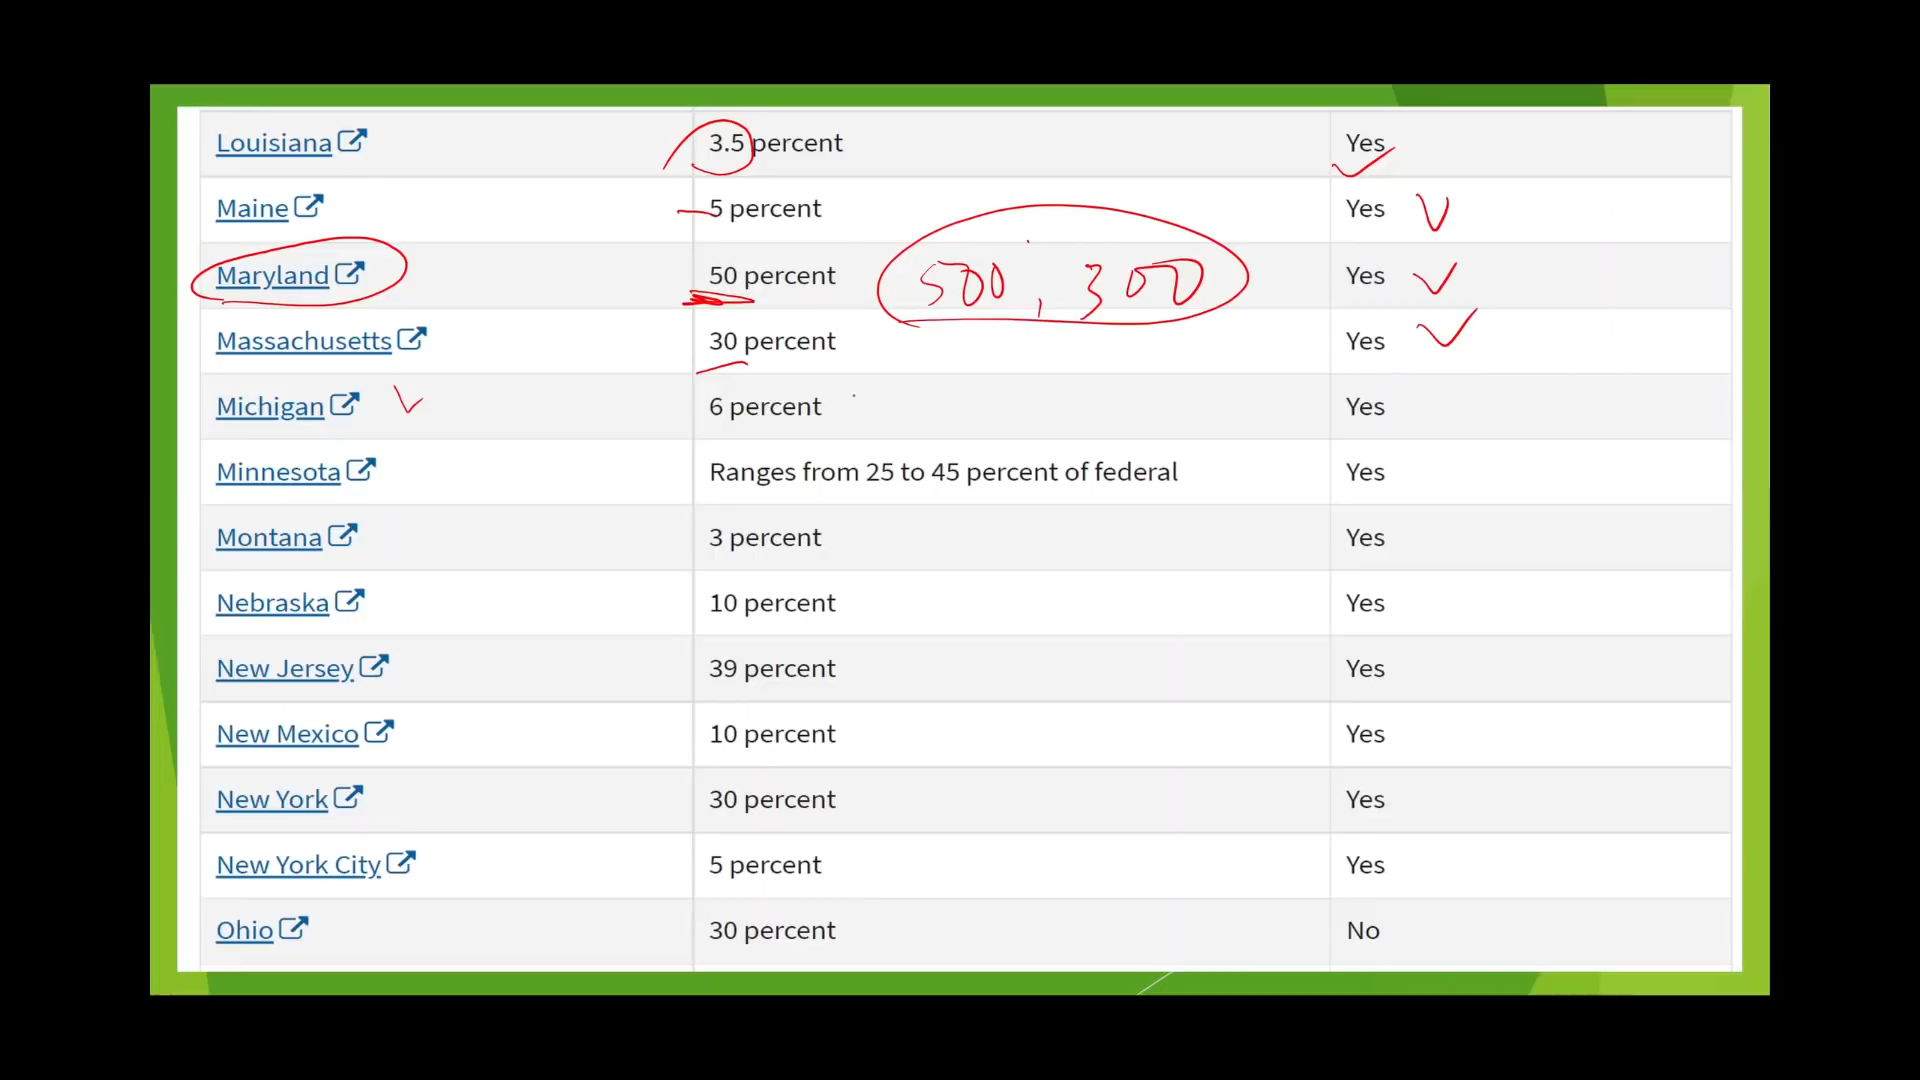 Louisiana 3.5 percent Yes
Maine 5 percent Yes
Maryland 50 percent 500, 300 Yes
Massachusetts 30 percent Yes
Michigan 6 percent Yes
Minnesota Ranges from 25 to 45 percent of federal Yes
Montana 3 percent Yes
Nebraska 10 percent Yes
New Jersey 39 percent Yes
New Mexico 10 percent Yes
New York 30 percent Yes
New York City 5 percent Yes
Ohio 30 percent No